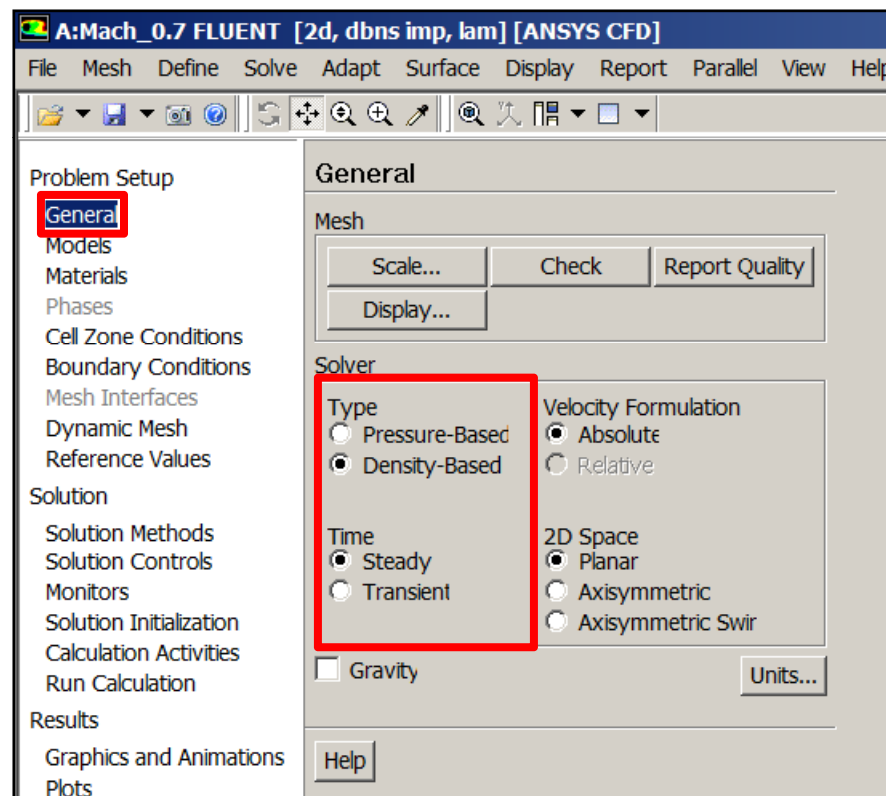 A:Mach_0.7 FLUENT [2d, dbns imp, lam] [ANSYS CFD]
File Mesh Define Solve Adapt Surface Display Report Parallel View Help
Problem Setup
General
Models
Materials
Phases
Cell Zone Conditions
Boundary Conditions
Mesh Interfaces
Dynamic Mesh
Reference Values
Solution
Solution Methods
Solution Controls
Monitors
Solution Initialization
Calculation Activities
Run Calculation
Results
Graphics and Animations
Plots
General
Mesh
Scale... Check Report Quality
Display...
Solver
Type
Pressure-Based
Density-Based
Velocity Formulation
Absolute
Relative
Time
Steady
Transient
2D Space
Planar
Axisymmetric
Axisymmetric Swir
Gravity
Units...
Help